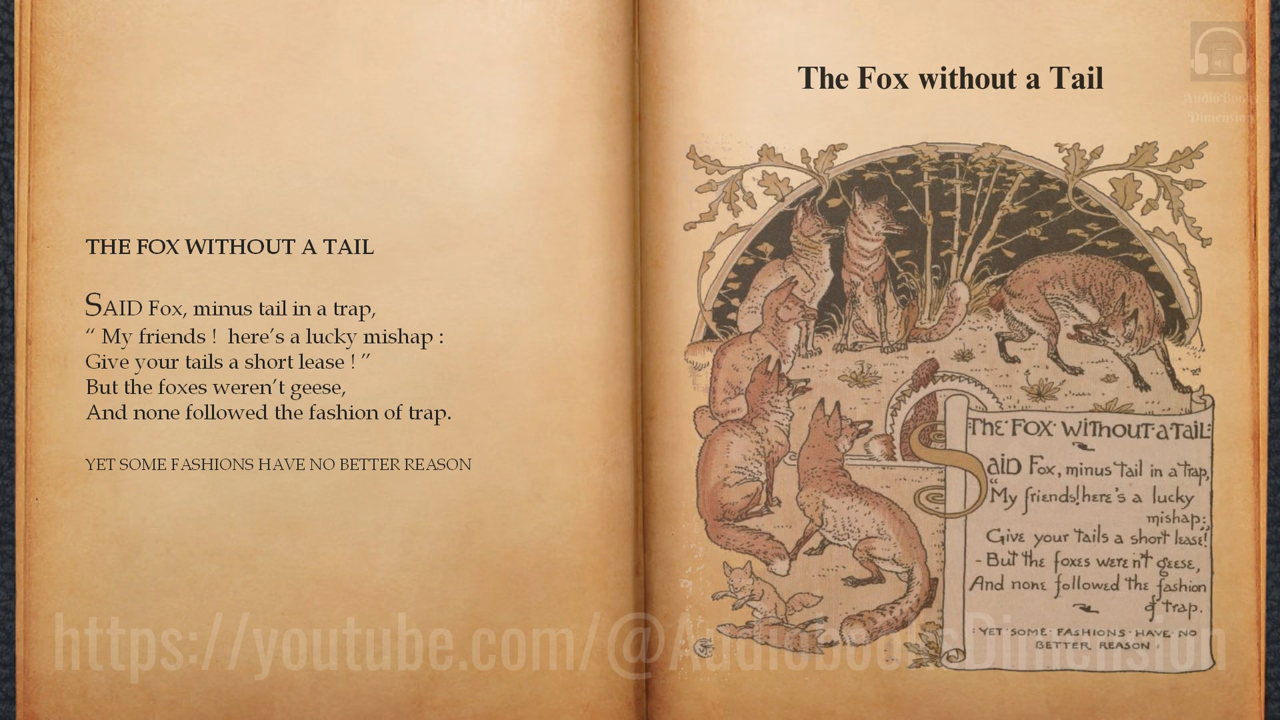 THE FOX WITHOUT A TAIL
SAID Fox, minus tail in a trap,
“ My friends ! here’s a lucky mishap :
Give your tails a short lease ! ”
But the foxes weren’t geese,
And none followed the fashion of trap.
YET SOME FASHIONS HAVE NO BETTER REASON
The Fox without a Tail
AudioBooks
Dimension
THE·FOX·WITHOUT·A·TAIL:
Said Fox, minus tail in a trap,
“My friends! here’s a lucky
mishap:
Give your tails a short lease!
- But the foxes weren't geese,
And none followed the fashion
of trap.
: YET · SOME · FASHIONS · HAVE · NO
BETTER REASON ·
https://youtube.com/@AudiobooksDimension